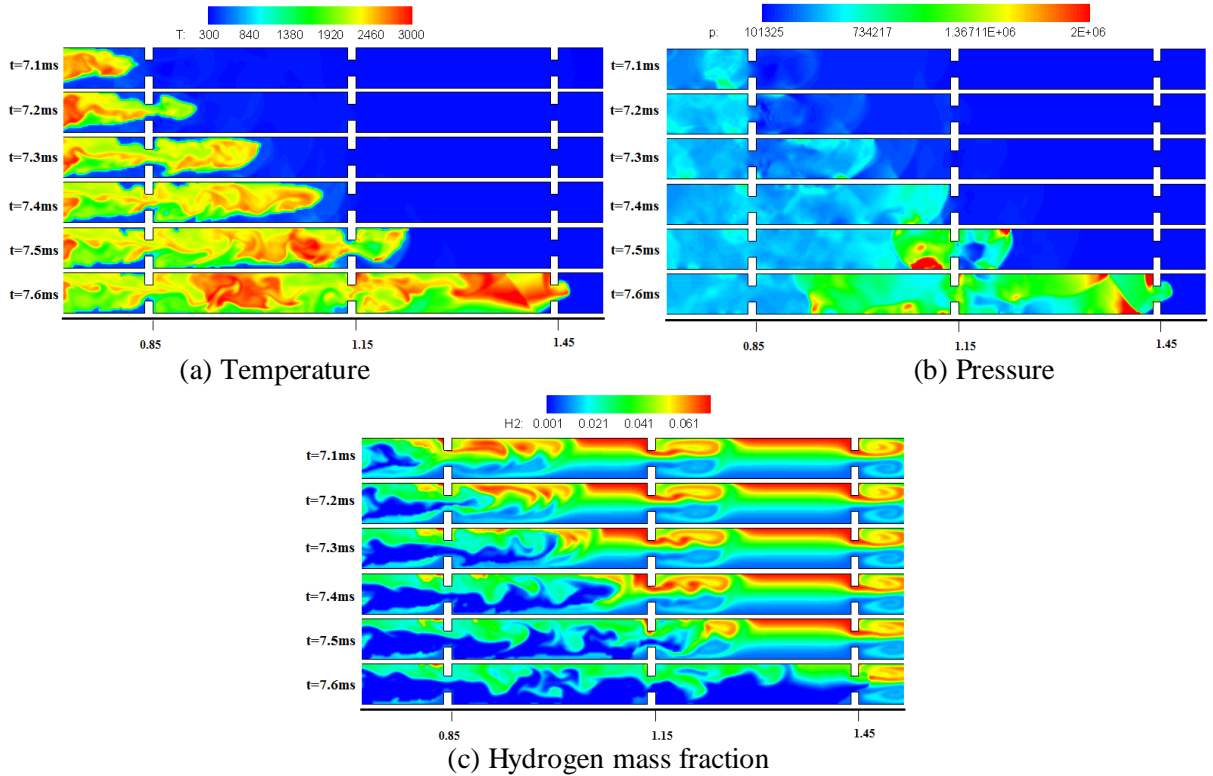 T: 300 840 1380 1920 2460 3000
t=7.1ms
t=7.2ms
t=7.3ms
t=7.4ms
t=7.5ms
t=7.6ms
0.85 1.15 1.45
(a) Temperature
p: 101325 734217 1.36711E+06 2E+06
t=7.1ms
t=7.2ms
t=7.3ms
t=7.4ms
t=7.5ms
t=7.6ms
0.85 1.15 1.45
(b) Pressure
H2: 0.001 0.021 0.041 0.061
t=7.1ms
t=7.2ms
t=7.3ms
t=7.4ms
t=7.5ms
t=7.6ms
0.85 1.15 1.45
(c) Hydrogen mass fraction